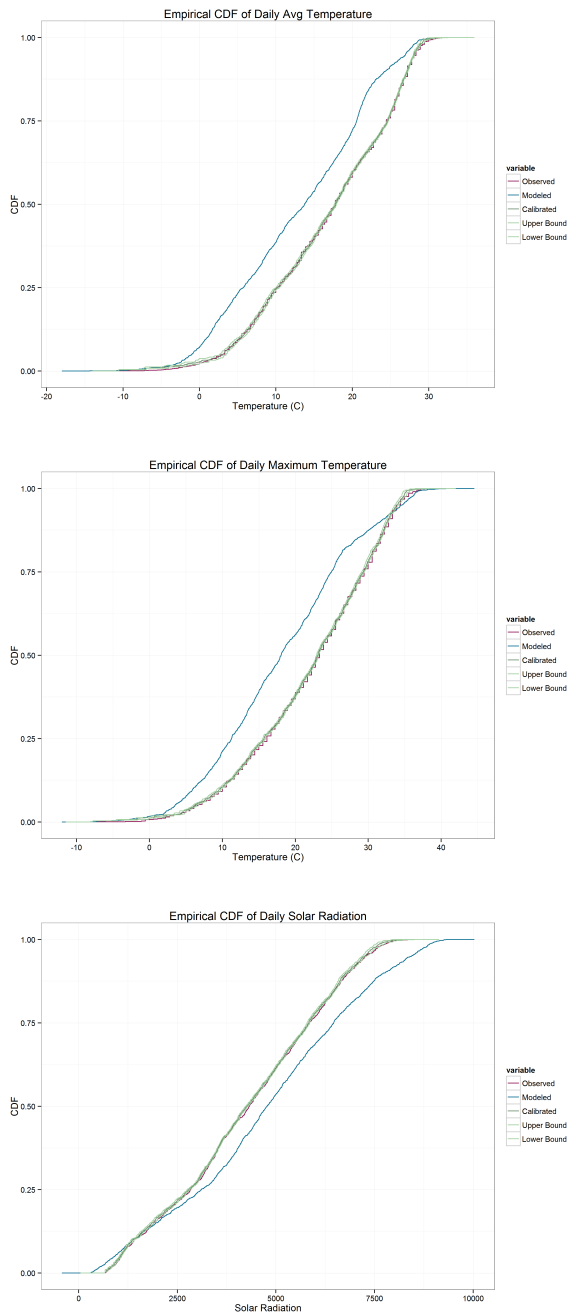 Empirical CDF of Daily Avg Temperature
1.00
0.75
0.50
0.25
0.00
CDF
-20
-10
0
10
20
30
Temperature (C)
variable
Observed
Modeled
Calibrated
Upper Bound
Lower Bound
Empirical CDF of Daily Maximum Temperature
1.00
0.75
0.50
0.25
0.00
CDF
-10
0
10
20
30
40
Temperature (C)
variable
Observed
Modeled
Calibrated
Upper Bound
Lower Bound
Empirical CDF of Daily Solar Radiation
1.00
0.75
0.50
0.25
0.00
CDF
0
2500
5000
7500
10000
Solar Radiation
variable
Observed
Modeled
Calibrated
Upper Bound
Lower Bound